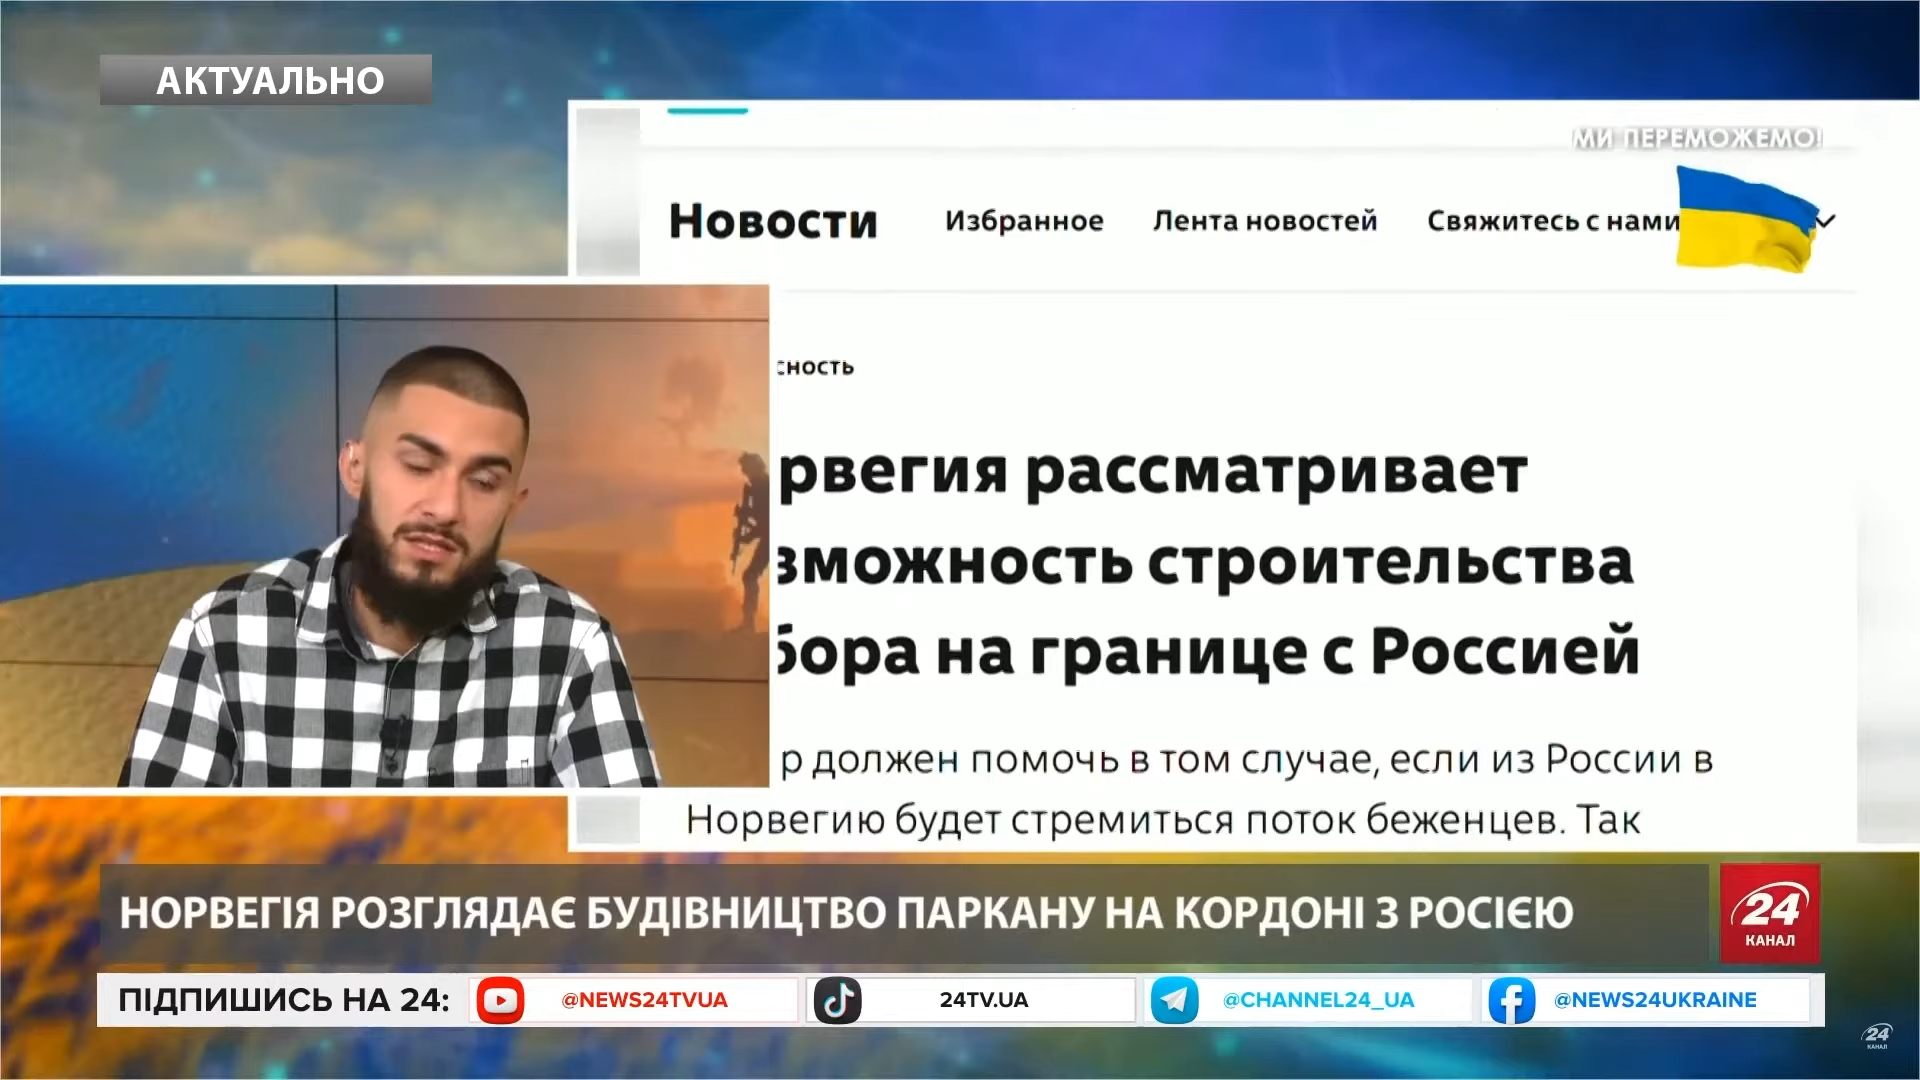 АКТУАЛЬНО
МИ ПЕРЕМОЖЕМО!
Новости Избранное Лента новостей Свяжитесь с нами
сность
рвегия рассматривает
зможность строительства
бора на границе с Россией
р должен помочь в том случае, если из России в
Норвегию будет стремиться поток беженцев. Так
НОРВЕГІЯ РОЗГЛЯДАЄ БУДІВНИЦТВО ПАРКАНУ НА КОРДОНІ З РОСІЄЮ
24
КАНАЛ
ПІДПИШИСЬ НА 24: @NEWS24TVUA 24TV.UA @CHANNEL24_UA @NEWS24UKRAINE
24
КАНАЛ